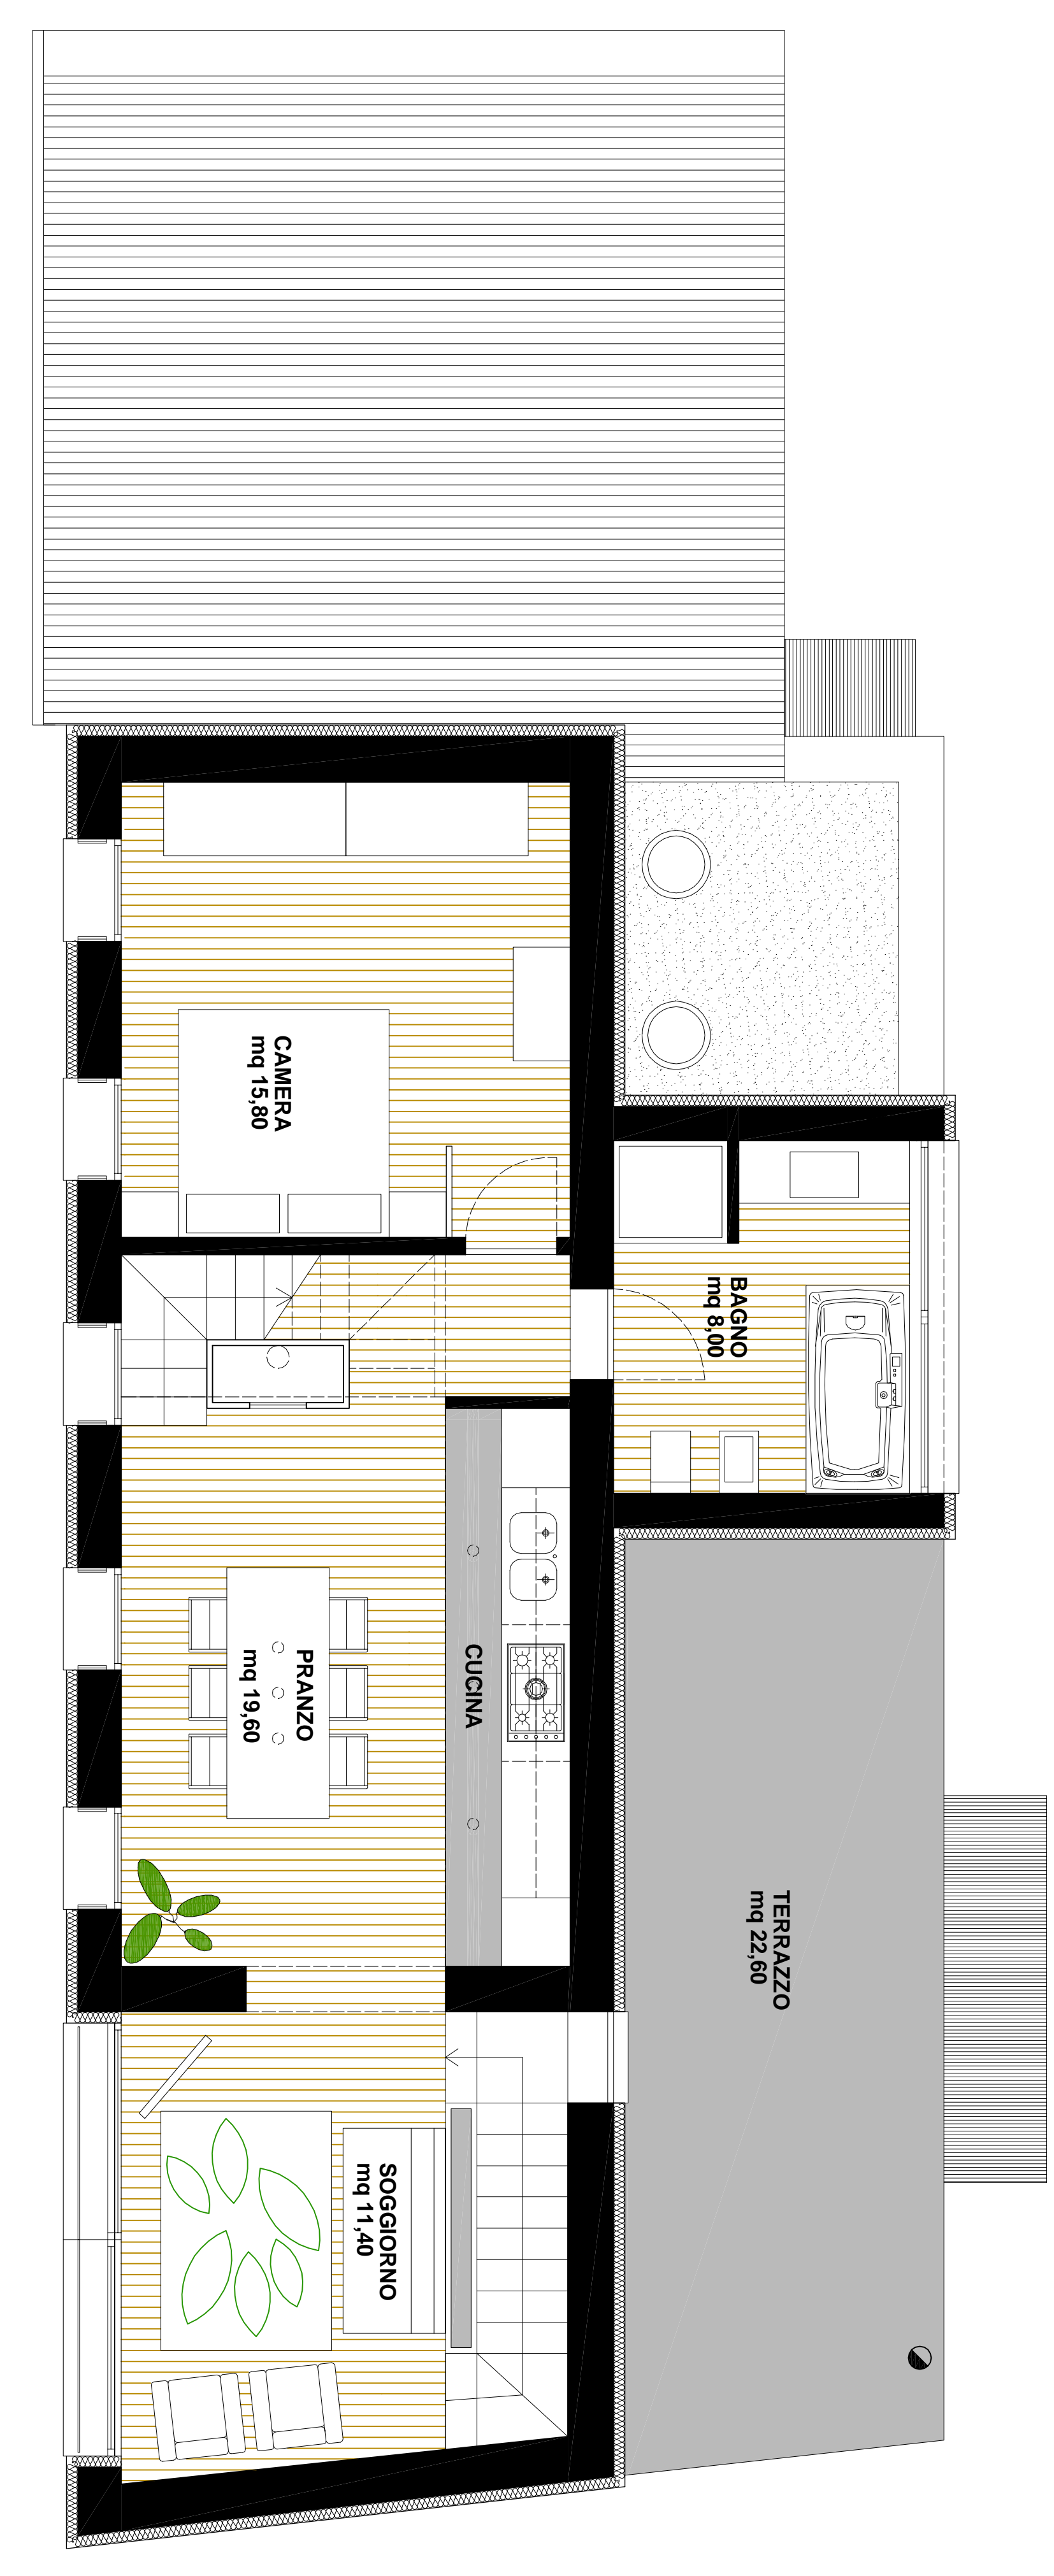 CAMERA
mq 15,80
BAGNO
mq 8,00
PRANZO
mq 19,60
CUCINA
TERRAZZO
mq 22,60
SOGGIORNO
mq 11,40